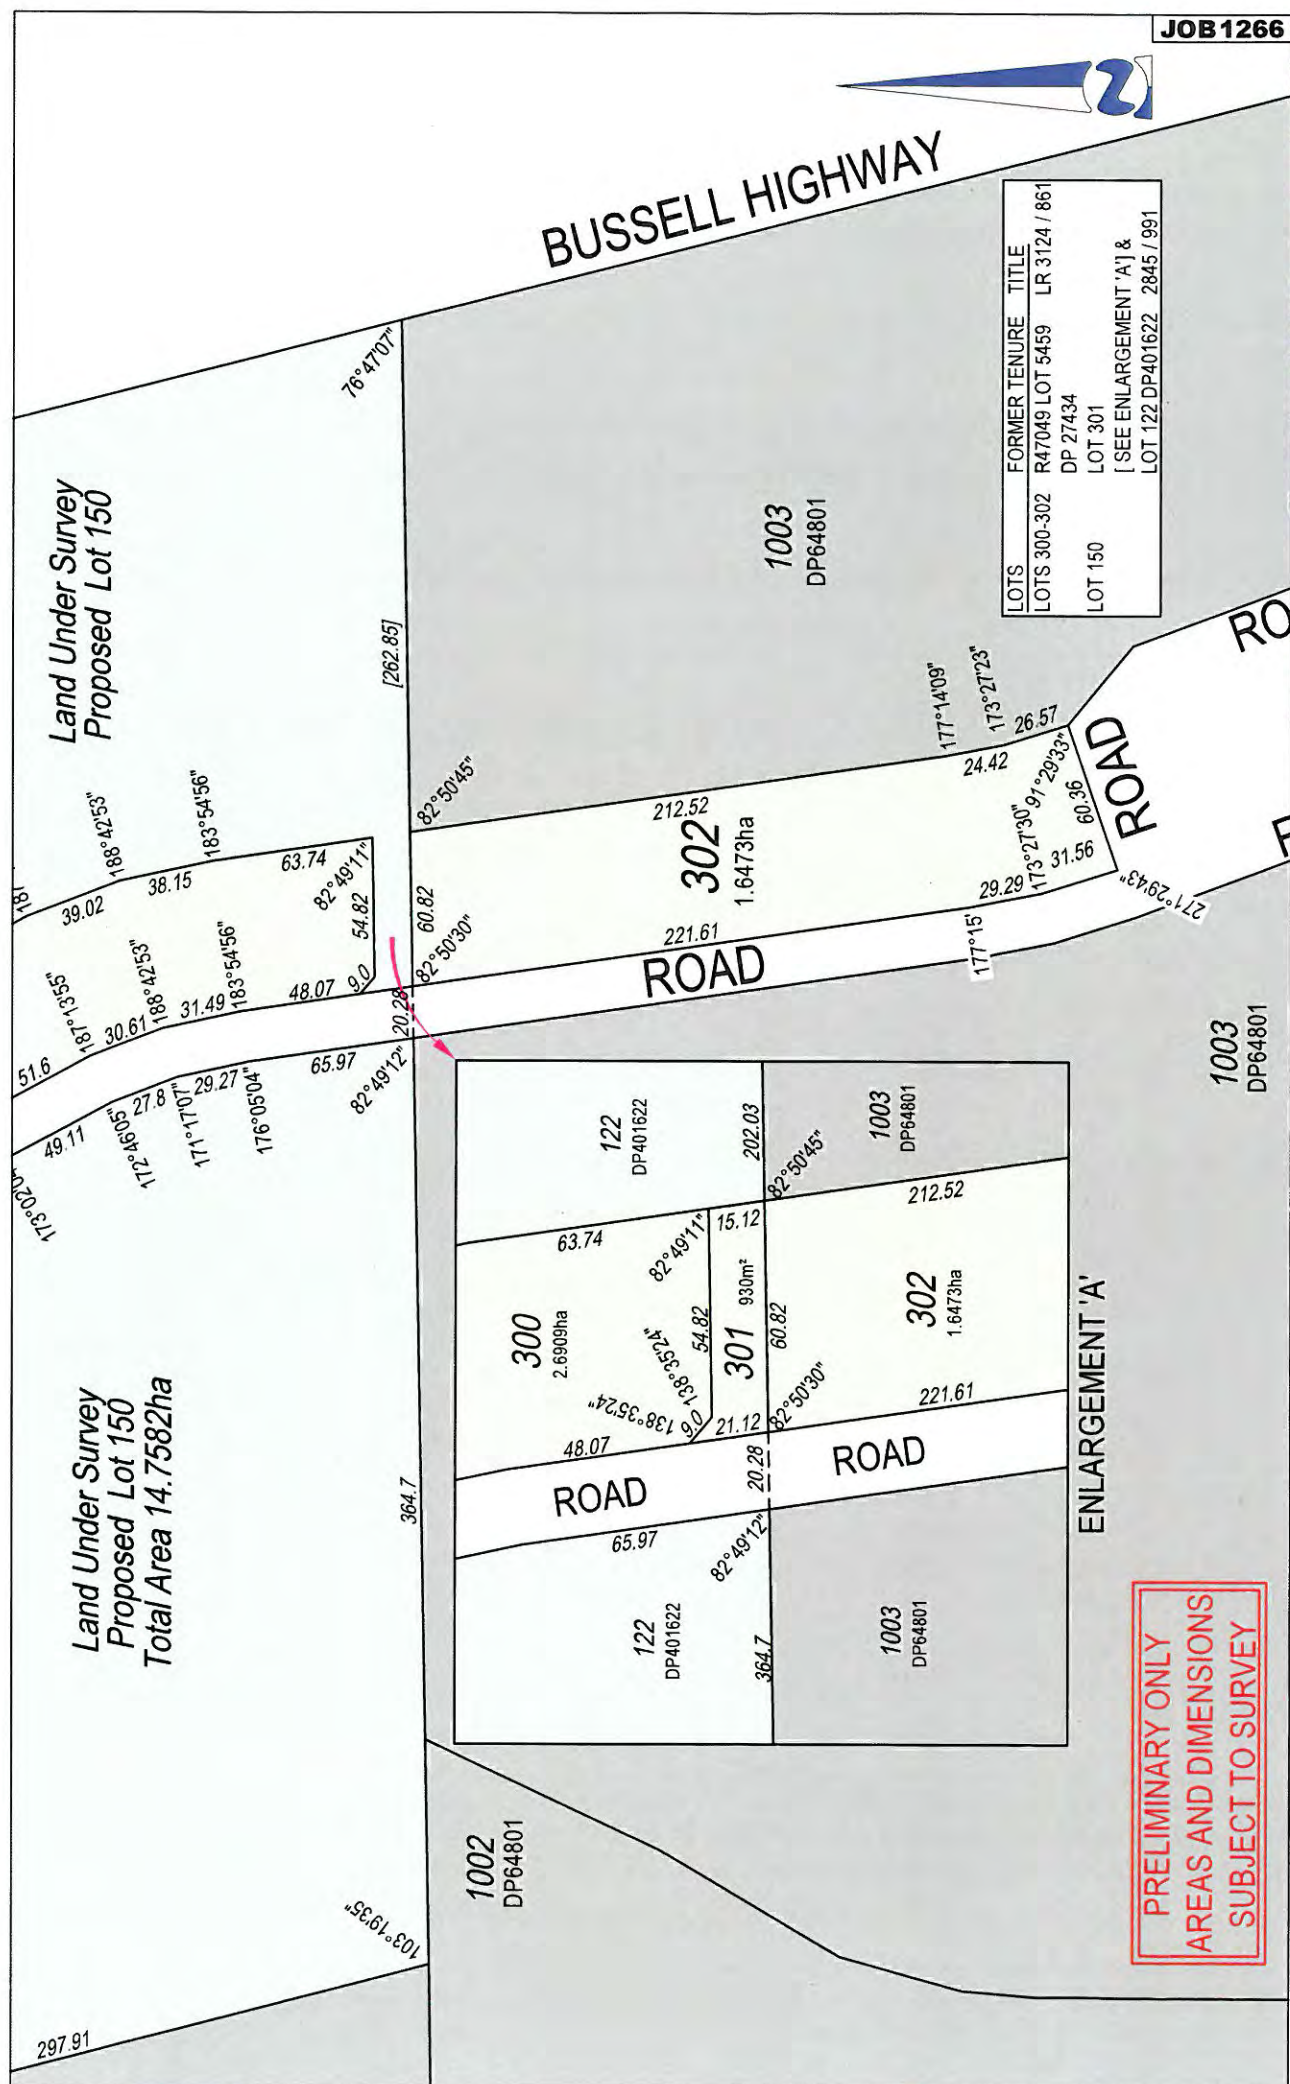 JOB1266
BUSSELL HIGHWAY
Land Under Survey
Proposed Lot 150
76°47'07"
[262.85]
1003
DP64801
LOTS FORMER TENURE TITLE
LOTS 300-302 R47049 LOT 5459 LR 3124 / 861
DP 27434
LOT 150 LOT 301
[SEE ENLARGEMENT 'A'] &
LOT 122 DP401622 2845 / 991
187°
188°42'53"
183°54'56"
39.02
38.15
63.74
82°49'11"
54.82
9.0
187°13'55"
188°42'53"
183°54'56"
51.6
30.61
31.49
48.07
20.28
60.82
82°50'45"
82°50'30"
212.52
302
1.6473ha
221.61
ROAD
177°14'09"
173°27'23"
26.57
24.42
91°29'33"
60.36
173°27'30"
31.56
29.29
177°15'
271°29'43"
ROAD
RO
49.11
27.8
29.27
65.97
173°02'04
172°46'05"
171°17'07"
176°05'04"
82°49'12"
1003
DP64801
Land Under Survey
Proposed Lot 150
Total Area 14.7582ha
364.7
122
DP401622
202.03
1003
DP64801
82°50'45"
63.74
82°49'11"
15.12
212.52
300
2.6909ha
54.82
301
930m²
60.82
302
1.6473ha
138°35'24"
138°35'24"
9.0
21.12
82°50'30"
48.07
221.61
ROAD
20.28
ROAD
65.97
82°49'12"
122
DP401622
364.7
1003
DP64801
ENLARGEMENT 'A'
1002
DP64801
103°19'35"
297.91
PRELIMINARY ONLY
AREAS AND DIMENSIONS
SUBJECT TO SURVEY